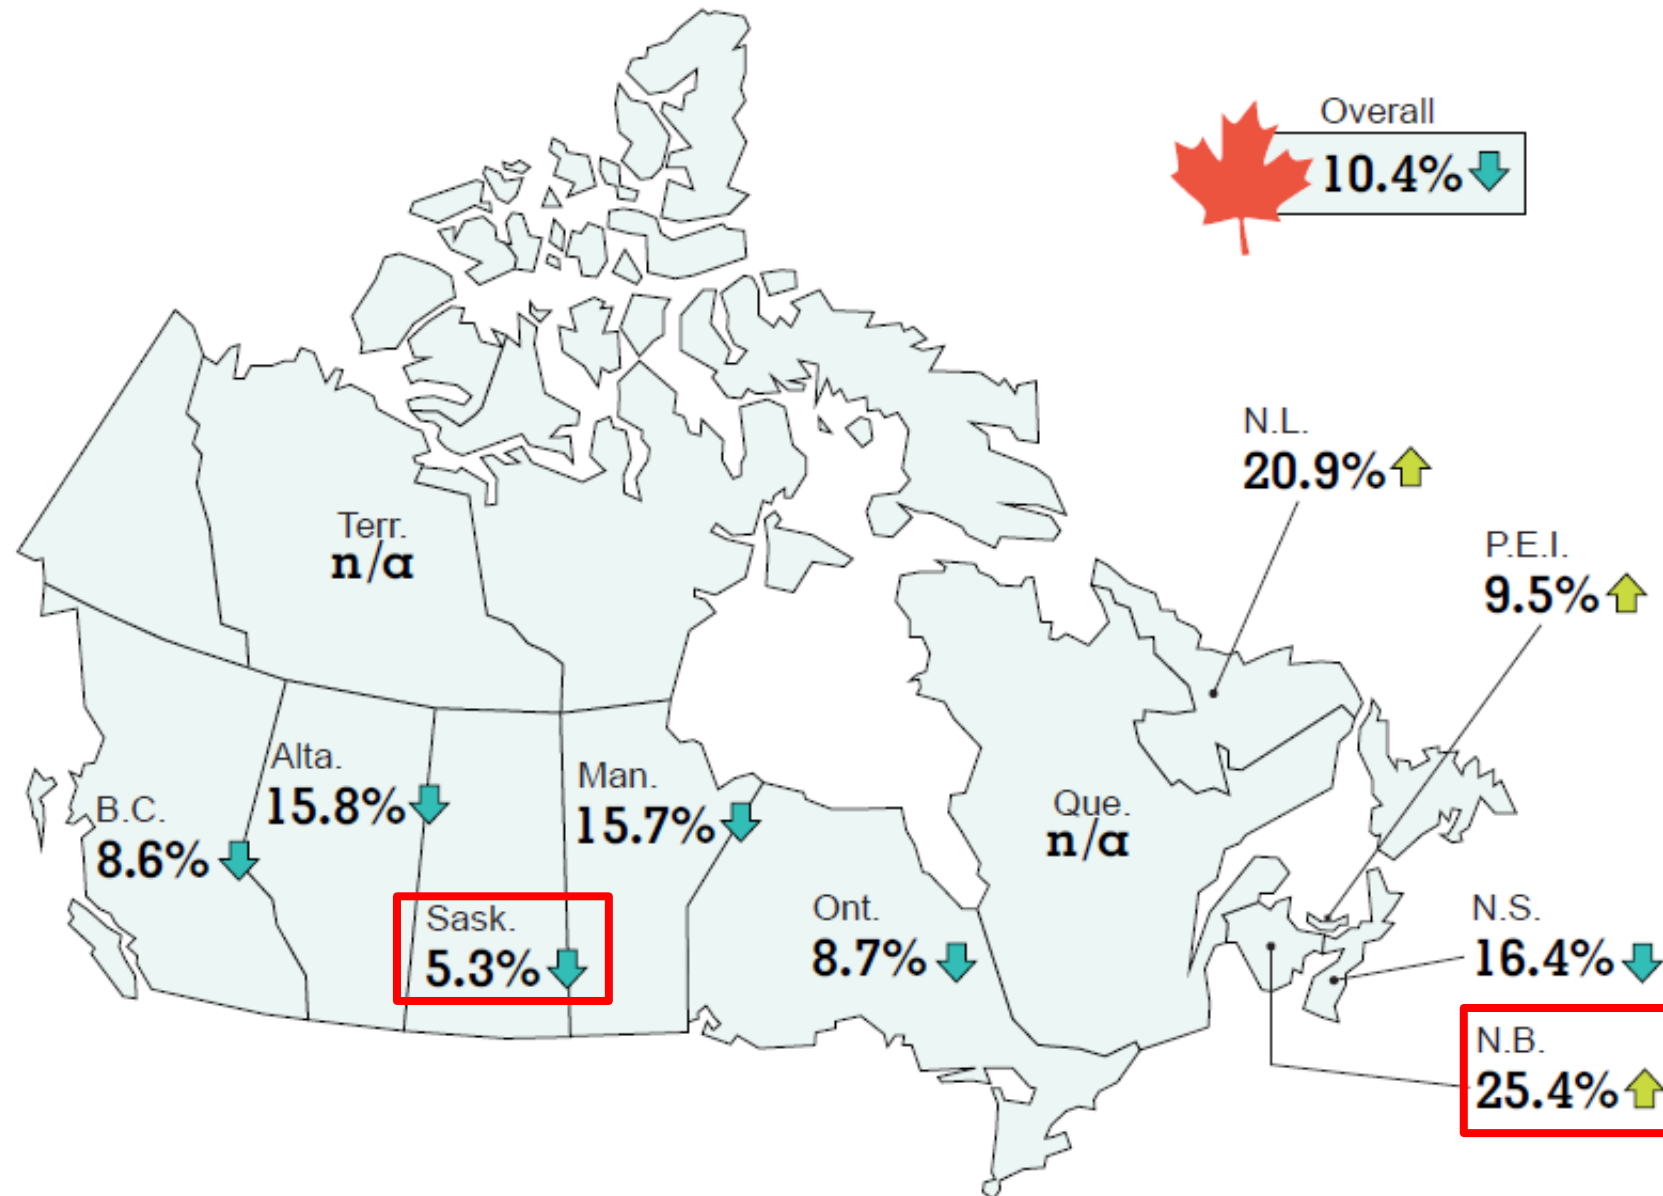 Overall
10.4%
N.L.
20.9%
P.E.I.
9.5%
Terr.
n/a
Alta.
15.8%
Man.
15.7%
B.C.
8.6%
Que.
n/a
Sask.
5.3%
Ont.
8.7%
N.S.
16.4%
N.B.
25.4%